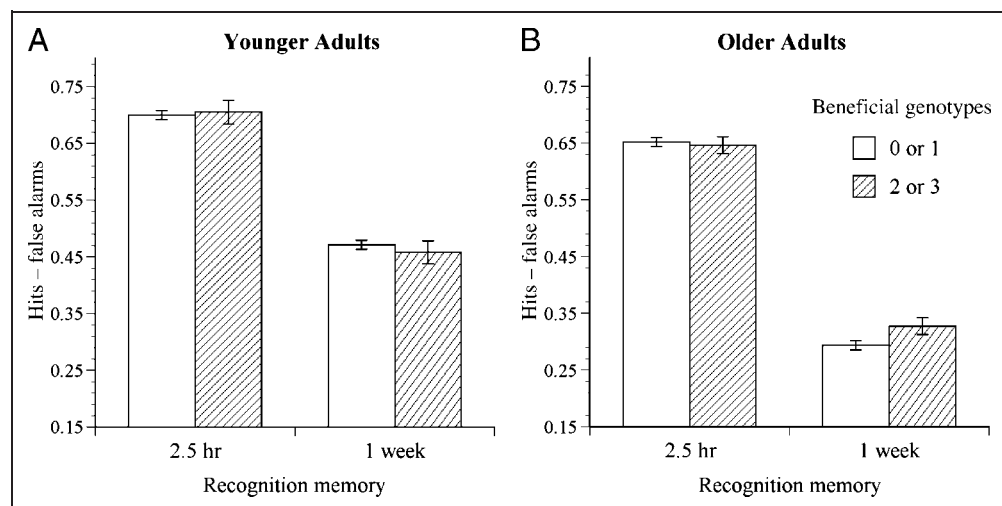 A
Younger Adults
Hits – false alarms
0.75
0.65
0.55
0.45
0.35
0.25
0.15
2.5 hr
1 week
Recognition memory
B
Older Adults
Hits – false alarms
0.75
0.65
0.55
0.45
0.35
0.25
0.15
2.5 hr
1 week
Recognition memory
Beneficial genotypes
0 or 1
2 or 3